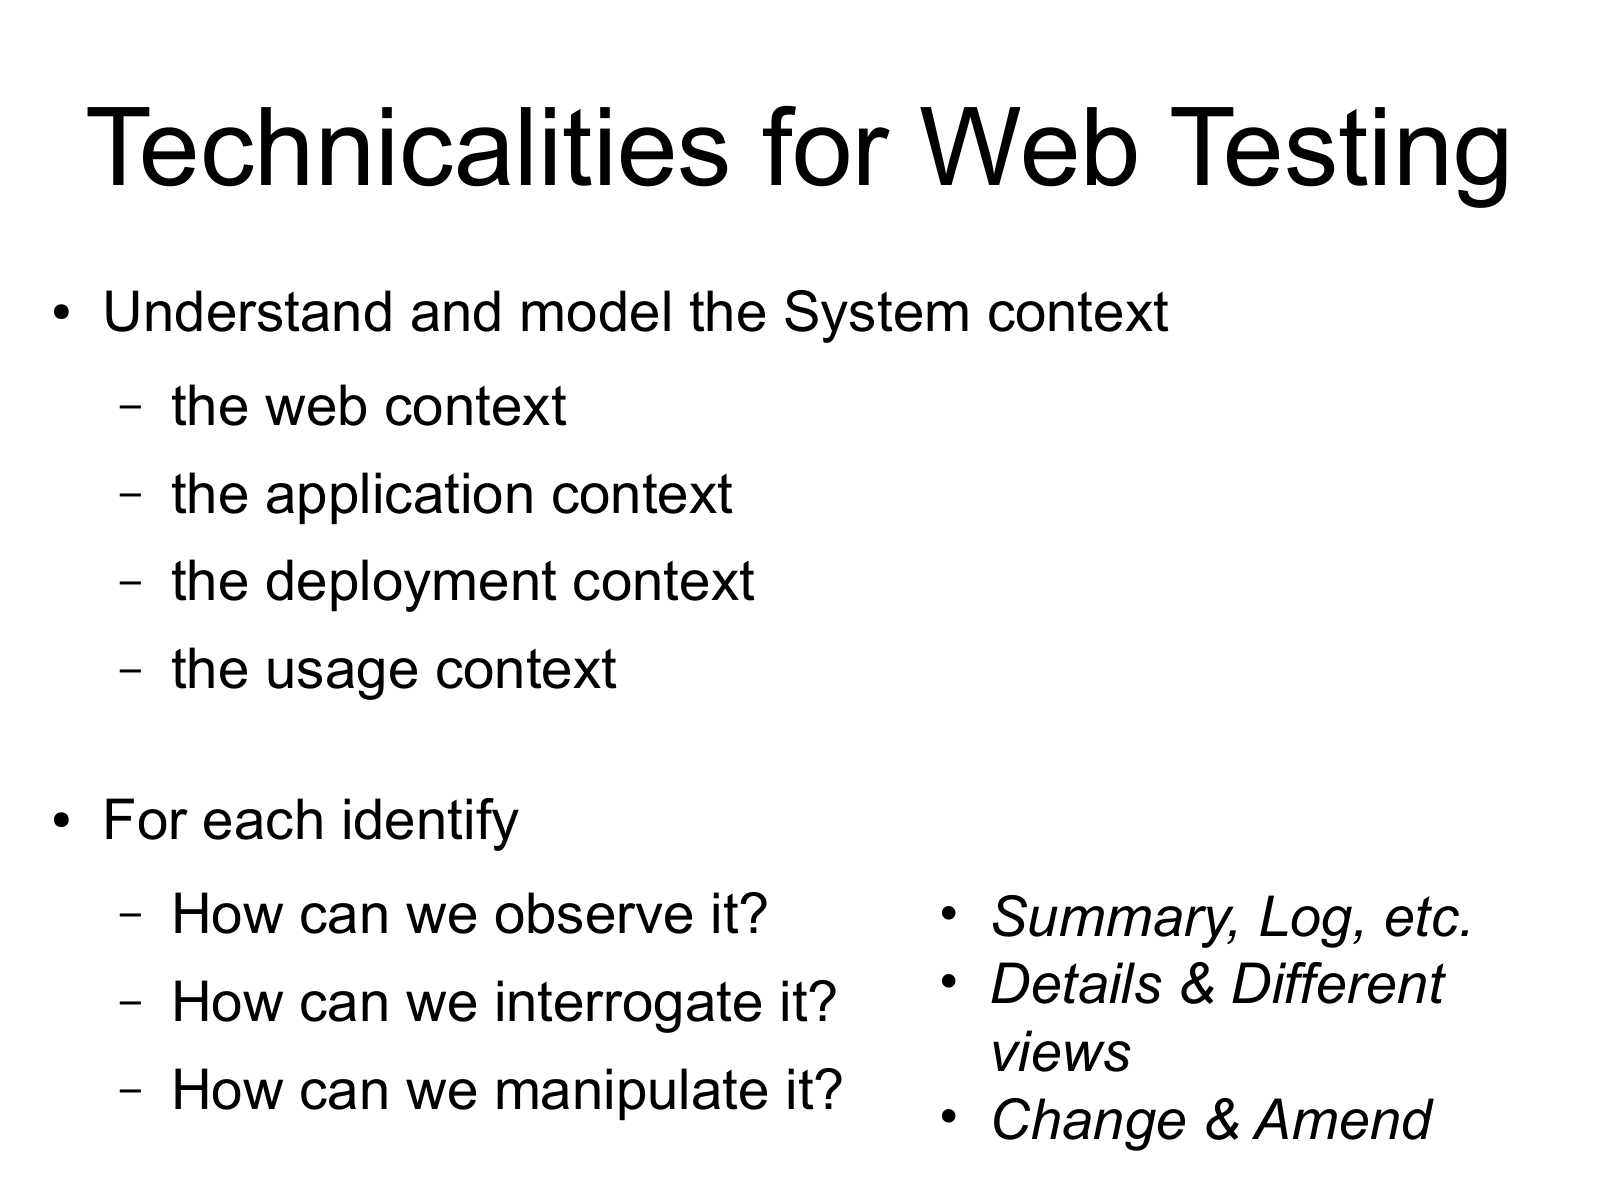 Technicalities for Web Testing
• Understand and model the System context
– the web context
– the application context
– the deployment context
– the usage context
• For each identify
– How can we observe it?
– How can we interrogate it?
– How can we manipulate it?
• Summary, Log, etc.
• Details & Different
views
• Change & Amend